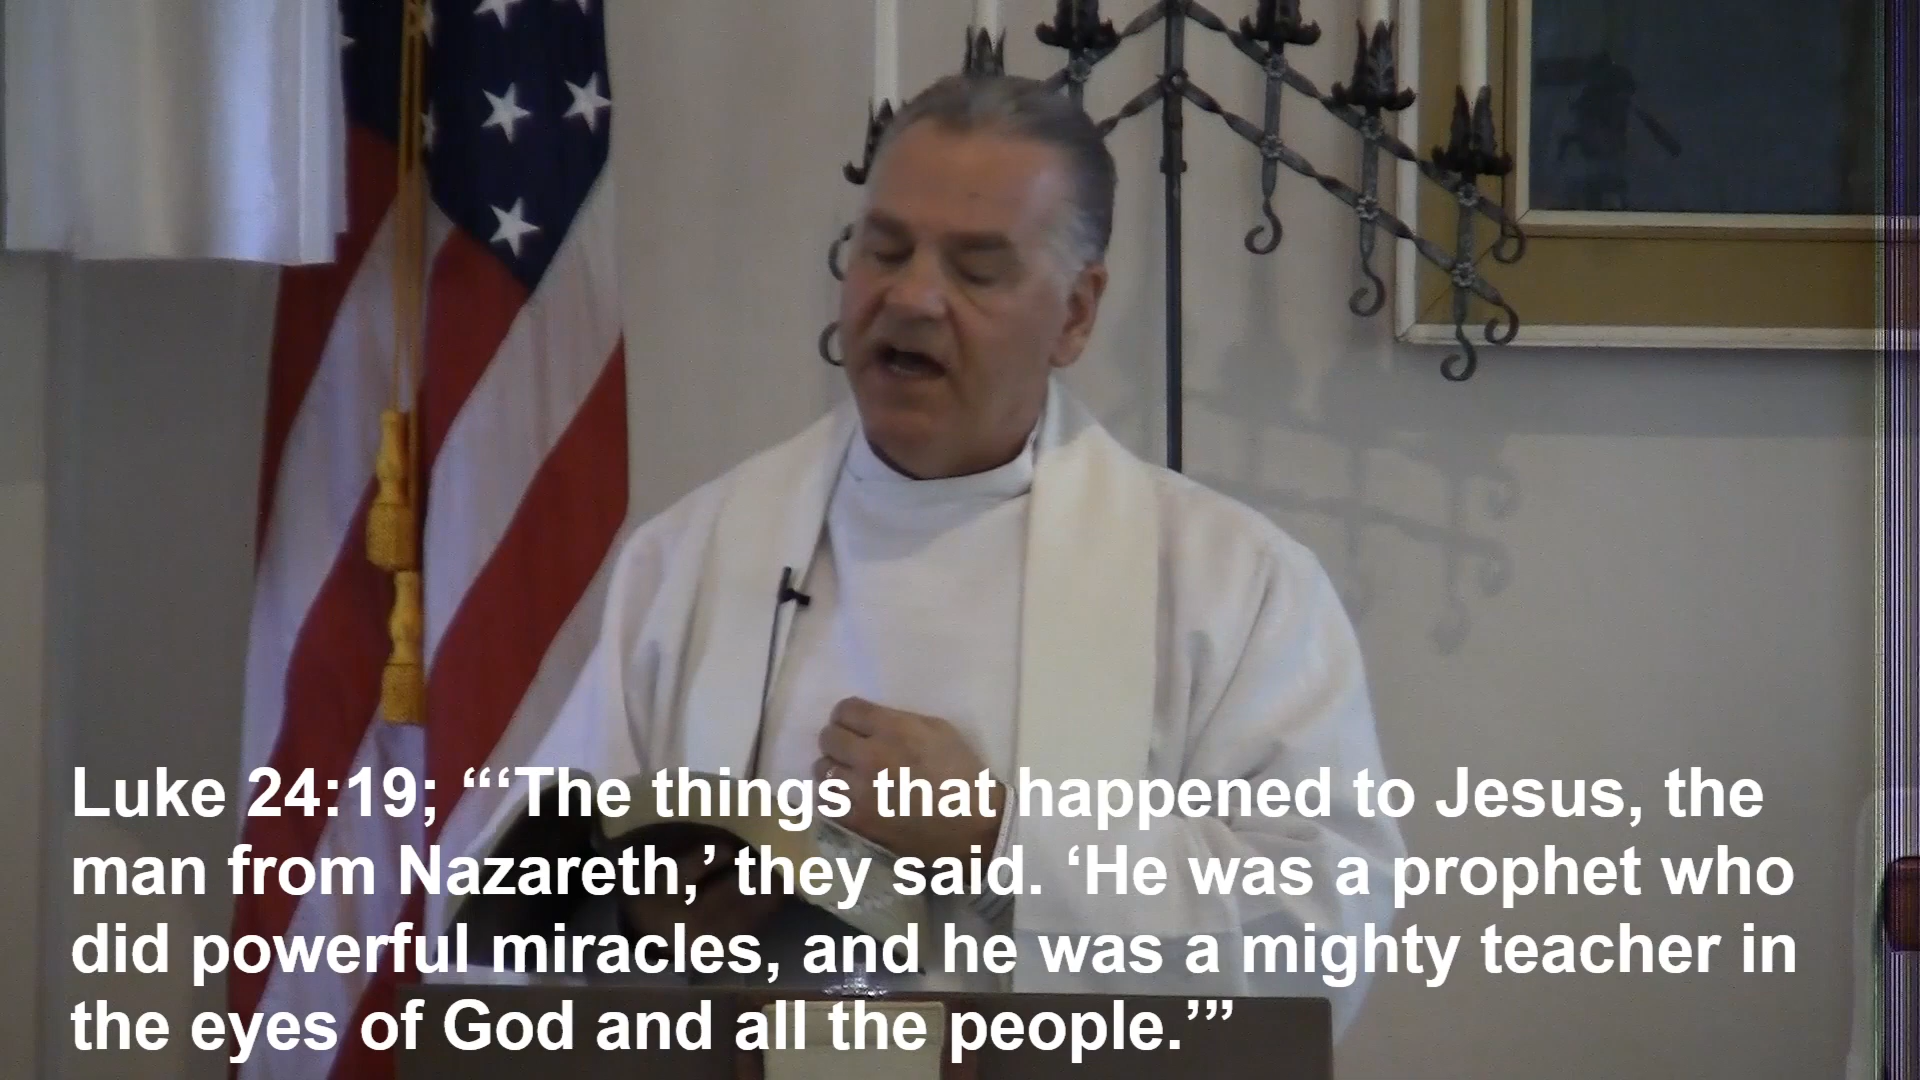 Luke 24:19; “‘The things that happened to Jesus, the
man from Nazareth,’ they said. ‘He was a prophet who
did powerful miracles, and he was a mighty teacher in
the eyes of God and all the people.’”